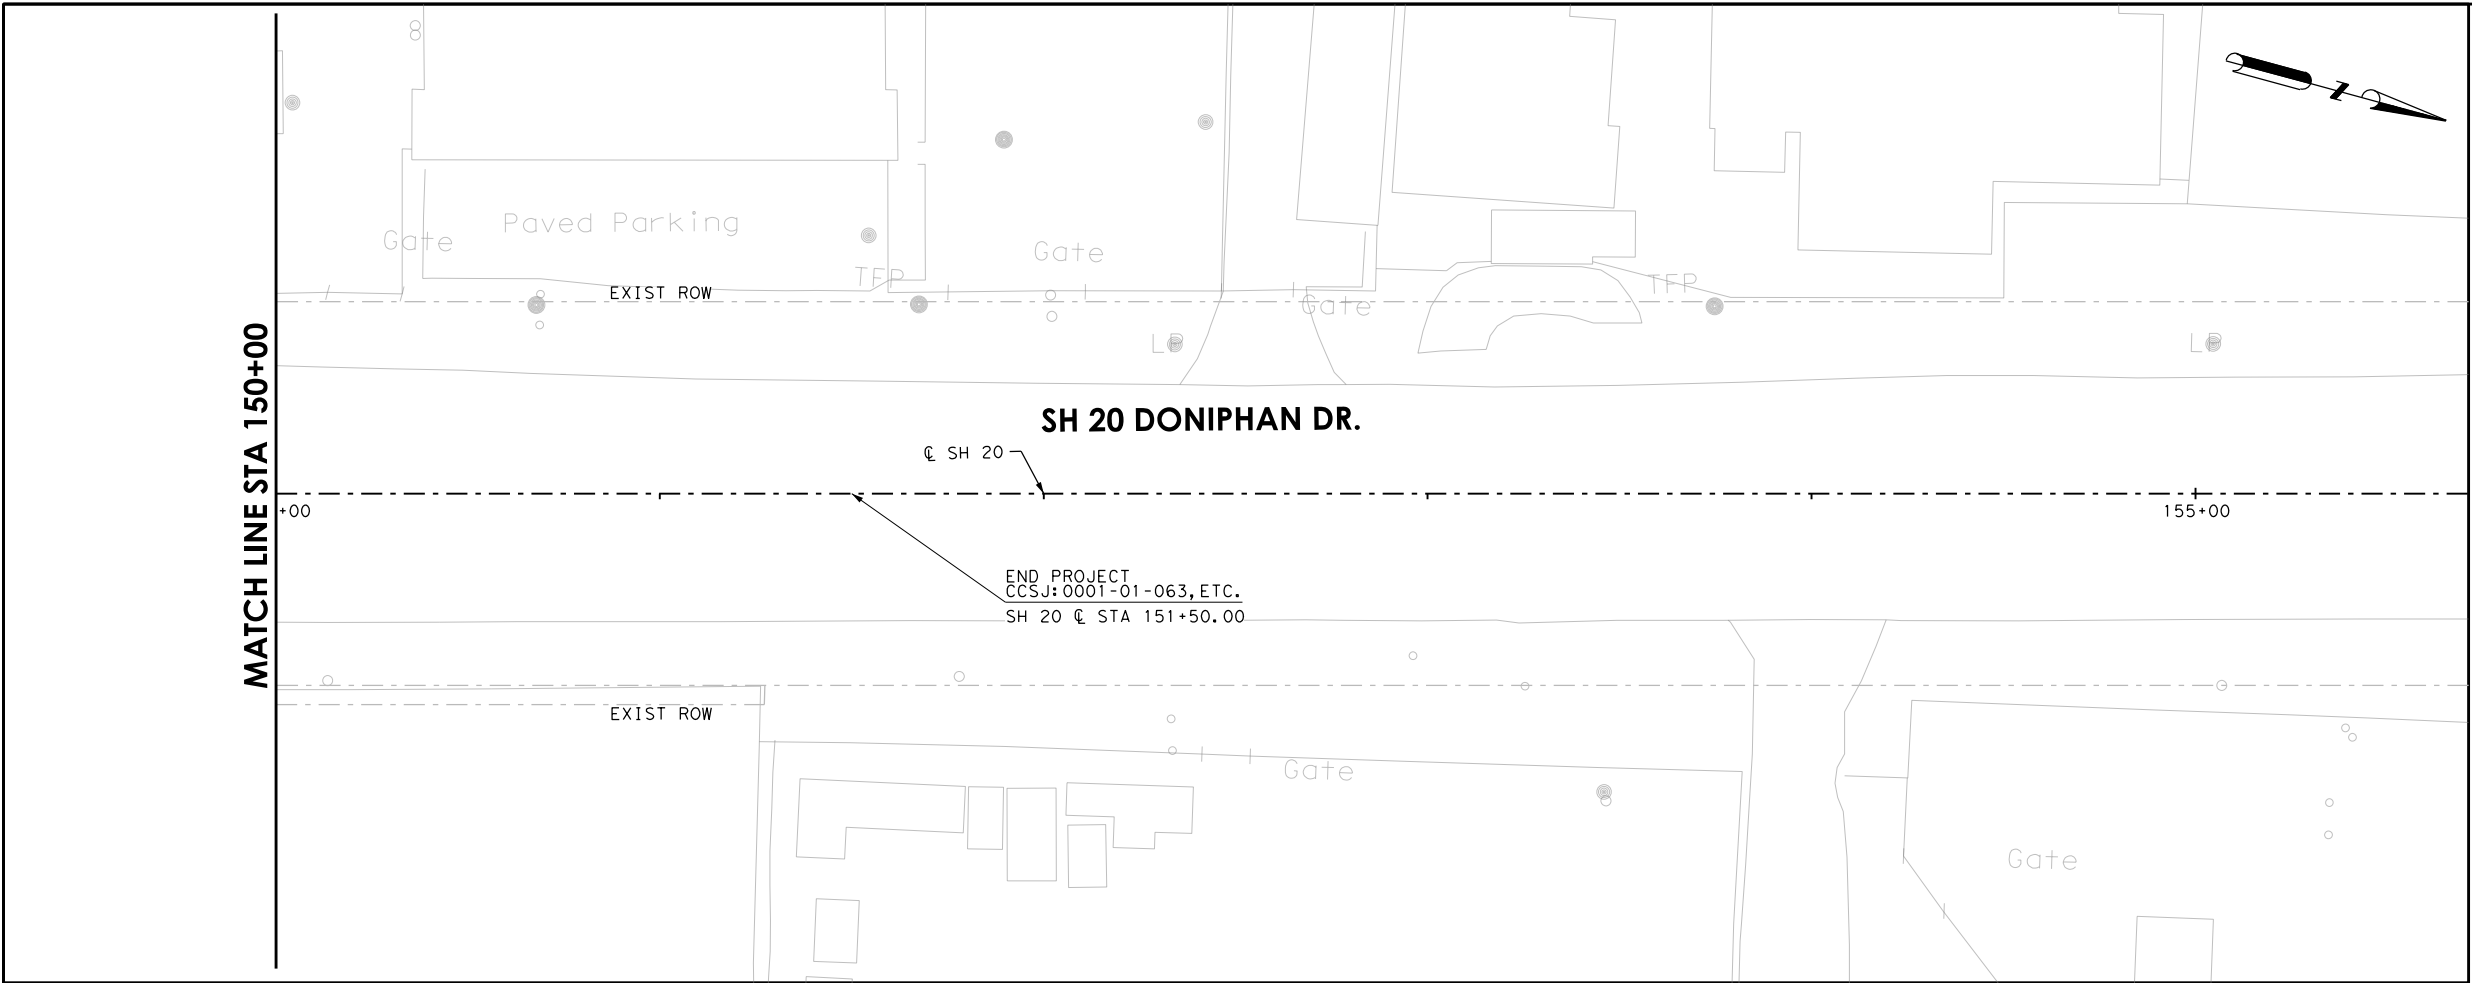 Z
Paved Parking
Gate
Gate
TFP
TFP
EXIST ROW
Gate
LP
LP
MATCH LINE STA 150+00
SH 20 DONIPHAN DR.
℄ SH 20
+00
155+00
END PROJECT
CCSJ:0001-01-063,ETC.
SH 20 ℄ STA 151+50.00
EXIST ROW
Gate
Gate